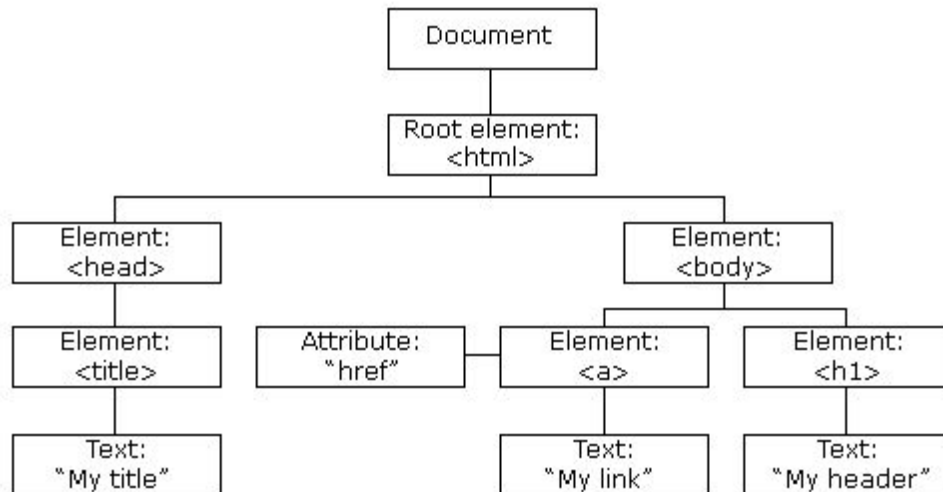 Document
Root element:
<html>
Element:
<head>
Element:
<body>
Element:
<title>
Attribute:
“href”
Element:
<a>
Element:
<h1>
Text:
“My title”
Text:
“My link”
Text:
“My header”